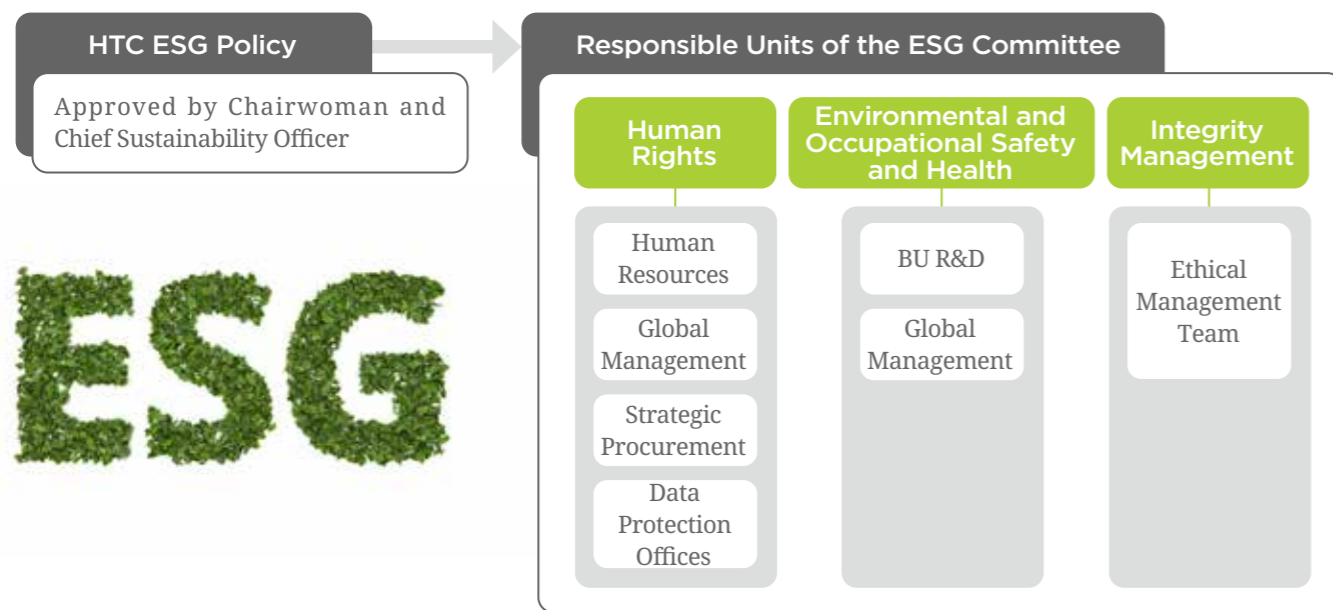 HTC ESG Policy
Approved by Chairwoman and
Chief Sustainability Officer
ESG
Responsible Units of the ESG Committee
Human
Rights
Human
Resources
Global
Management
Strategic
Procurement
Data
Protection
Offices
Environmental and
Occupational Safety
and Health
BU R&D
Global
Management
Integrity
Management
Ethical
Management
Team